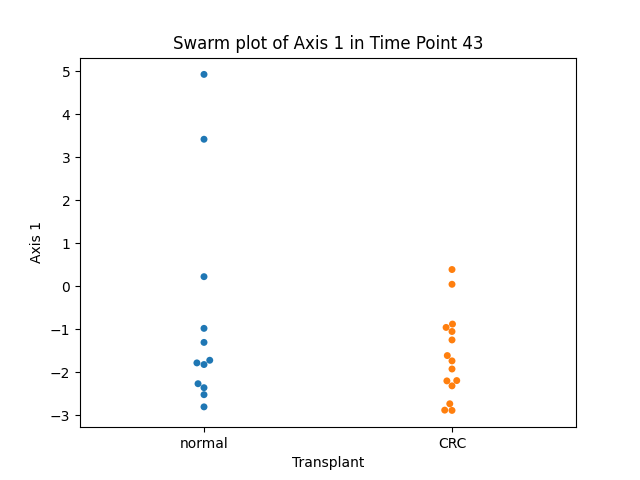 Swarm plot of Axis 1 in Time Point 43
5
4
3
2
1
0
−1
−2
−3
Axis 1
normal
CRC
Transplant